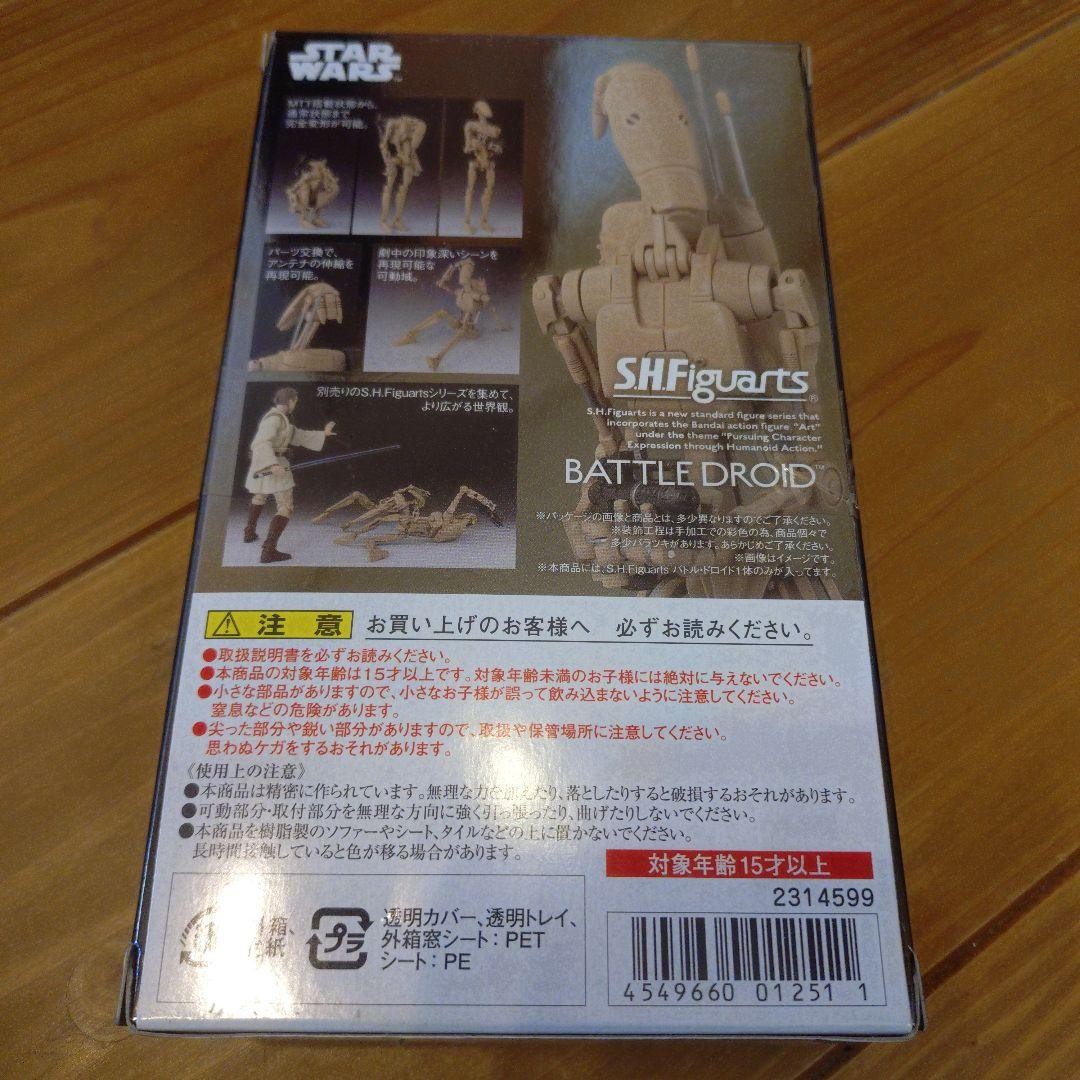 STAR
WARS™
MTT搭載状態から、
通常状態まで
完全変形が可能。
パーツ交換で、
アンテナの伸縮を
再現可能。
劇中の印象深いシーンを
再現可能な
可動域。
別売りのS.H.Figuartsシリーズを集めて、
より広がる世界観。
S.H.Figuarts®
S.H.Figuarts is a new standard figure series that
incorporates the Bandai action figure "Art"
under the theme "Pursuing Character
Expression through Humanoid Action."
BATTLE DROID™
※パッケージの画像と商品とは、多少異なりますのでご了承ください。
※装飾工程は手加工での彩色の為、商品個々で
多少バラツキがあります。あらかじめご了承ください。
※画像はイメージです。
※本商品には、S.H.Figuarts バトル・ドロイド1体のみが入ってます。
⚠注意 お買い上げのお客様へ 必ずお読みください。
●取扱説明書を必ずお読みください。
●本商品の対象年齢は15才以上です。対象年齢未満のお子様には絶対に与えないでください。
●小さな部品がありますので、小さなお子様が誤って飲み込まないように注意してください。
窒息などの危険があります。
●尖った部分や鋭い部分がありますので、取扱や保管場所に注意してください。
思わぬケガをするおそれがあります。
《使用上の注意》
●本商品は精密に作られています。無理な力を加えたり、落としたりすると破損するおそれがあります。
●可動部分・取付部分を無理な方向に強く引っ張ったり、曲げたりしないでください。
●本商品を樹脂製のソファーやシート、タイルなどの上に置かないでください。
長時間接触していると色が移る場合があります。
対象年齢15才以上
2314599
箱、
紙
プラ
透明カバー、透明トレイ、
外箱窓シート：PET
シート：PE
4549660 01251 1